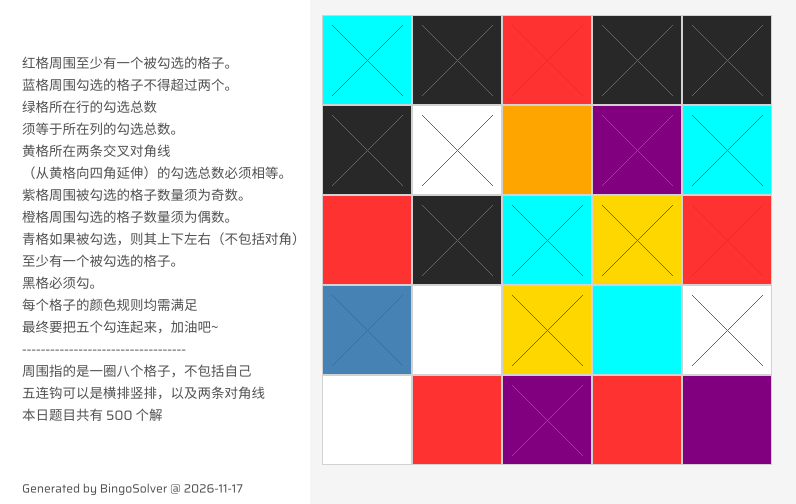 红格周围至少有一个被勾选的格子。
蓝格周围勾选的格子不得超过两个。
绿格所在行的勾选总数
须等于所在列的勾选总数。
黄格所在两条交叉对角线
（从黄格向四角延伸）的勾选总数必须相等。
紫格周围被勾选的格子数量须为奇数。
橙格周围勾选的格子数量须为偶数。
青格如果被勾选，则其上下左右（不包括对角）
至少有一个被勾选的格子。
黑格必须勾。
每个格子的颜色规则均需满足
最终要把五个勾连起来，加油吧~
-----------------------------------
周围指的是一圈八个格子，不包括自己
五连钩可以是横排竖排，以及两条对角线
本日题目共有 500 个解
Generated by BingoSolver @ 2026-11-17